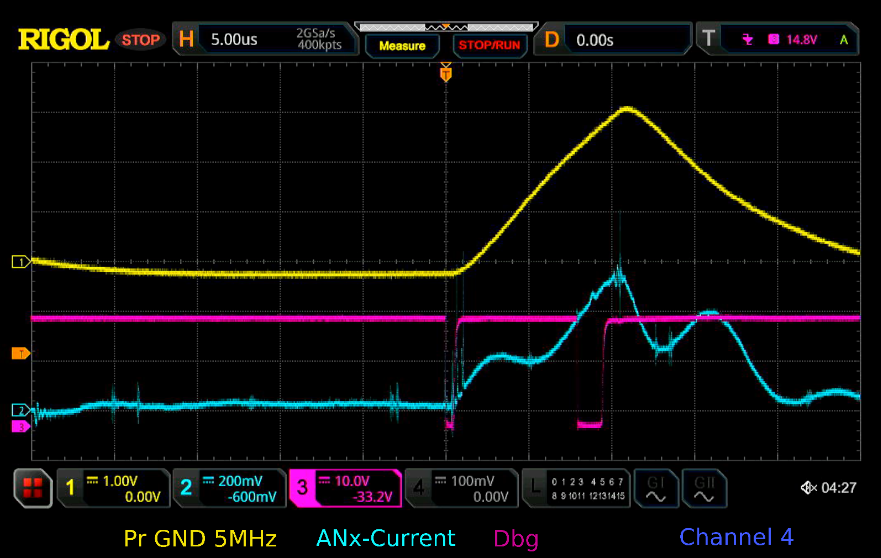 RIGOL STOP H 5.00us 2GSa/s 400kpts Measure STOP/RUN D 0.00s T 3 14.8V A
T
1
T
2
3
1 1.00V 0.00V 2 200mV -600mV 3 10.0V -33.2V 4 100mV 0.00V L 0 1 2 3 4 5 6 7 8 9 10 11 12 13 14 15 GI GII 04:27
Pr GND 5MHz ANx-Current Dbg Channel 4